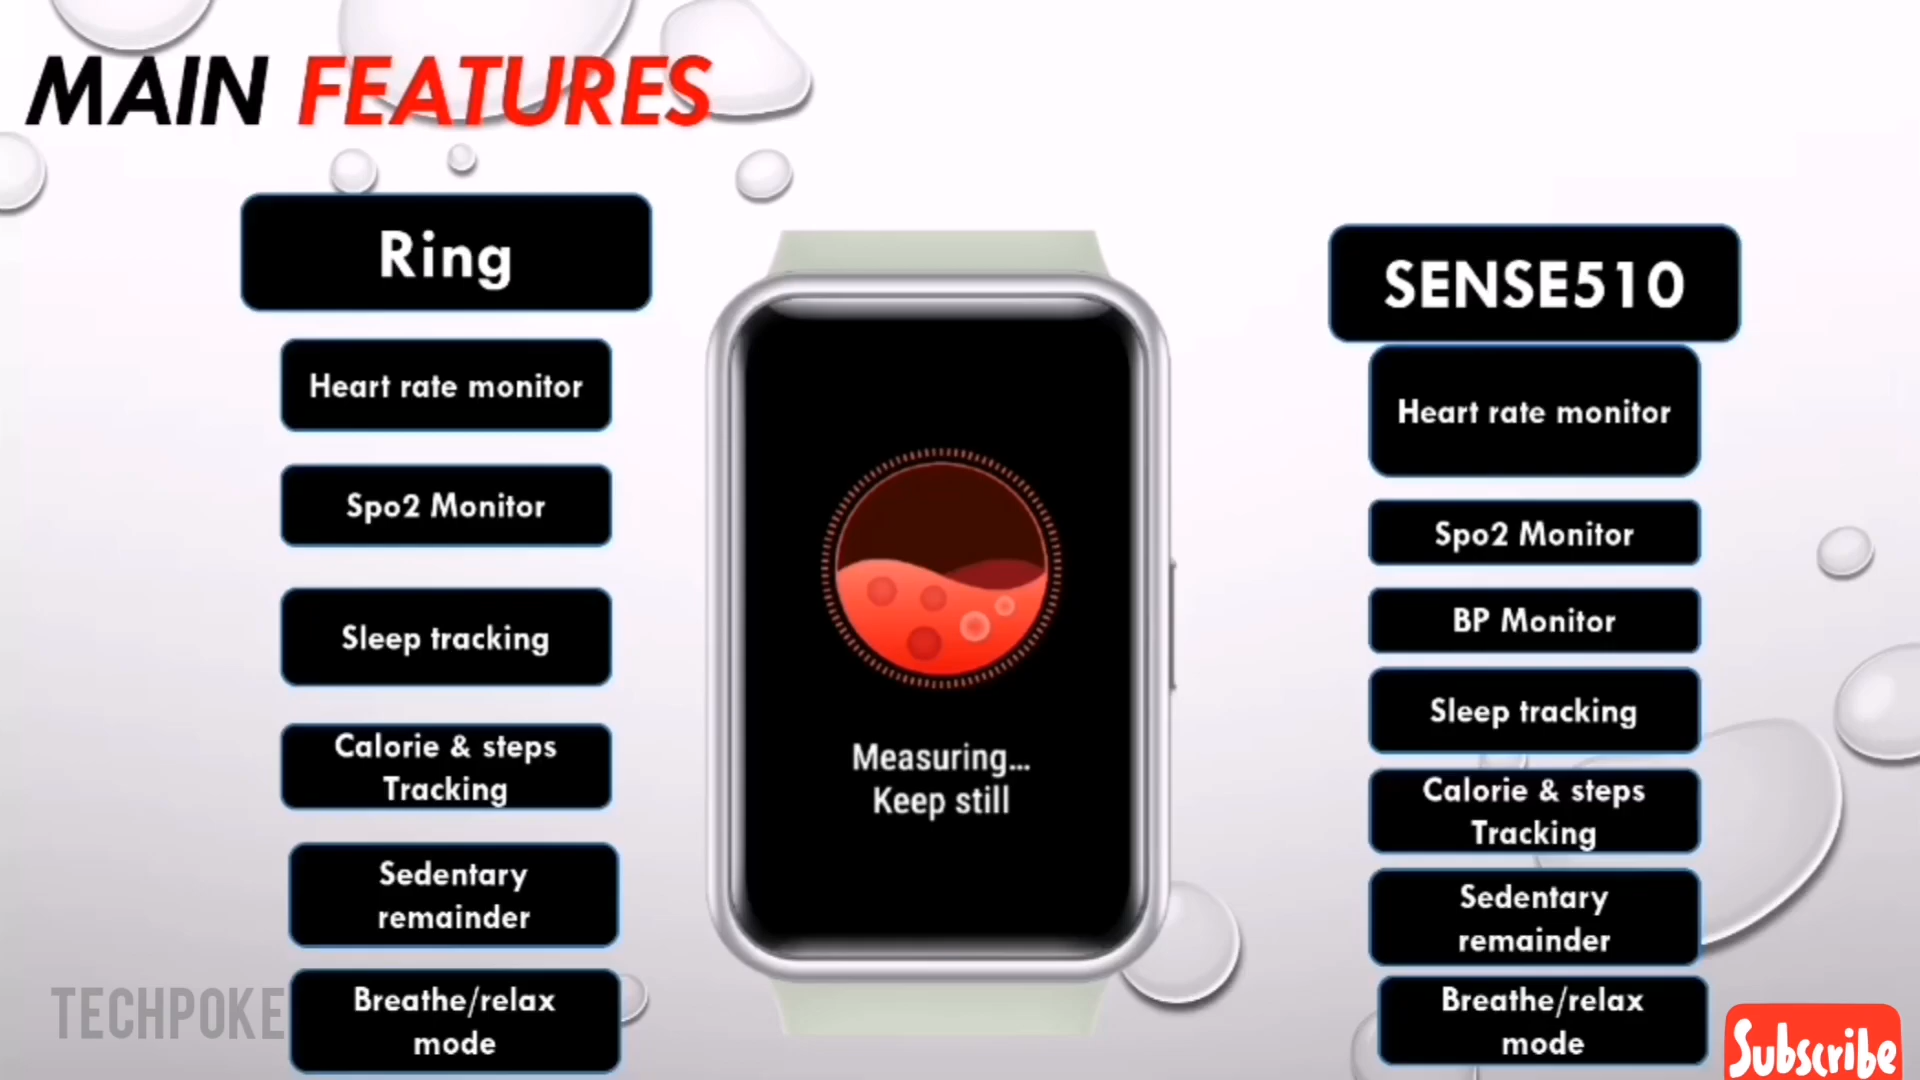 MAIN FEATURES
Ring
Heart rate monitor
Spo2 Monitor
Sleep tracking
Calorie & steps
Tracking
Sedentary
remainder
Breathe/relax
mode
Measuring...
Keep still
SENSE510
Heart rate monitor
Spo2 Monitor
BP Monitor
Sleep tracking
Calorie & steps
Tracking
Sedentary
remainder
Breathe/relax
mode
TECHPOKE
Subscribe